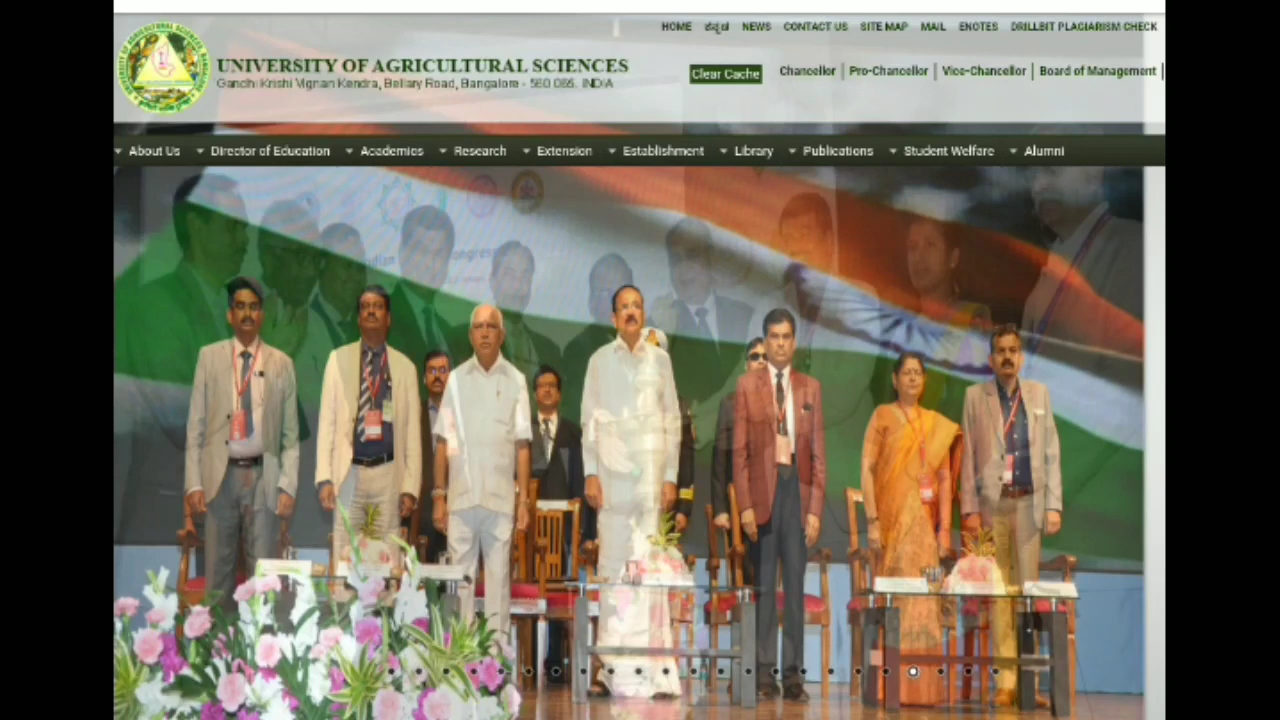 HOME ಕನ್ನಡ NEWS CONTACT US SITE MAP MAIL ENOTES DRILLBIT PLAGIARISM CHECK
UNIVERSITY OF AGRICULTURAL SCIENCES
Gandhi Krishi Vignan Kendra, Bellary Road, Bangalore - 560 065. INDIA
Clear Cache Chancellor | Pro-Chancellor | Vice-Chancellor | Board of Management |
About Us Director of Education Academics Research Extension Establishment Library Publications Student Welfare Alumni